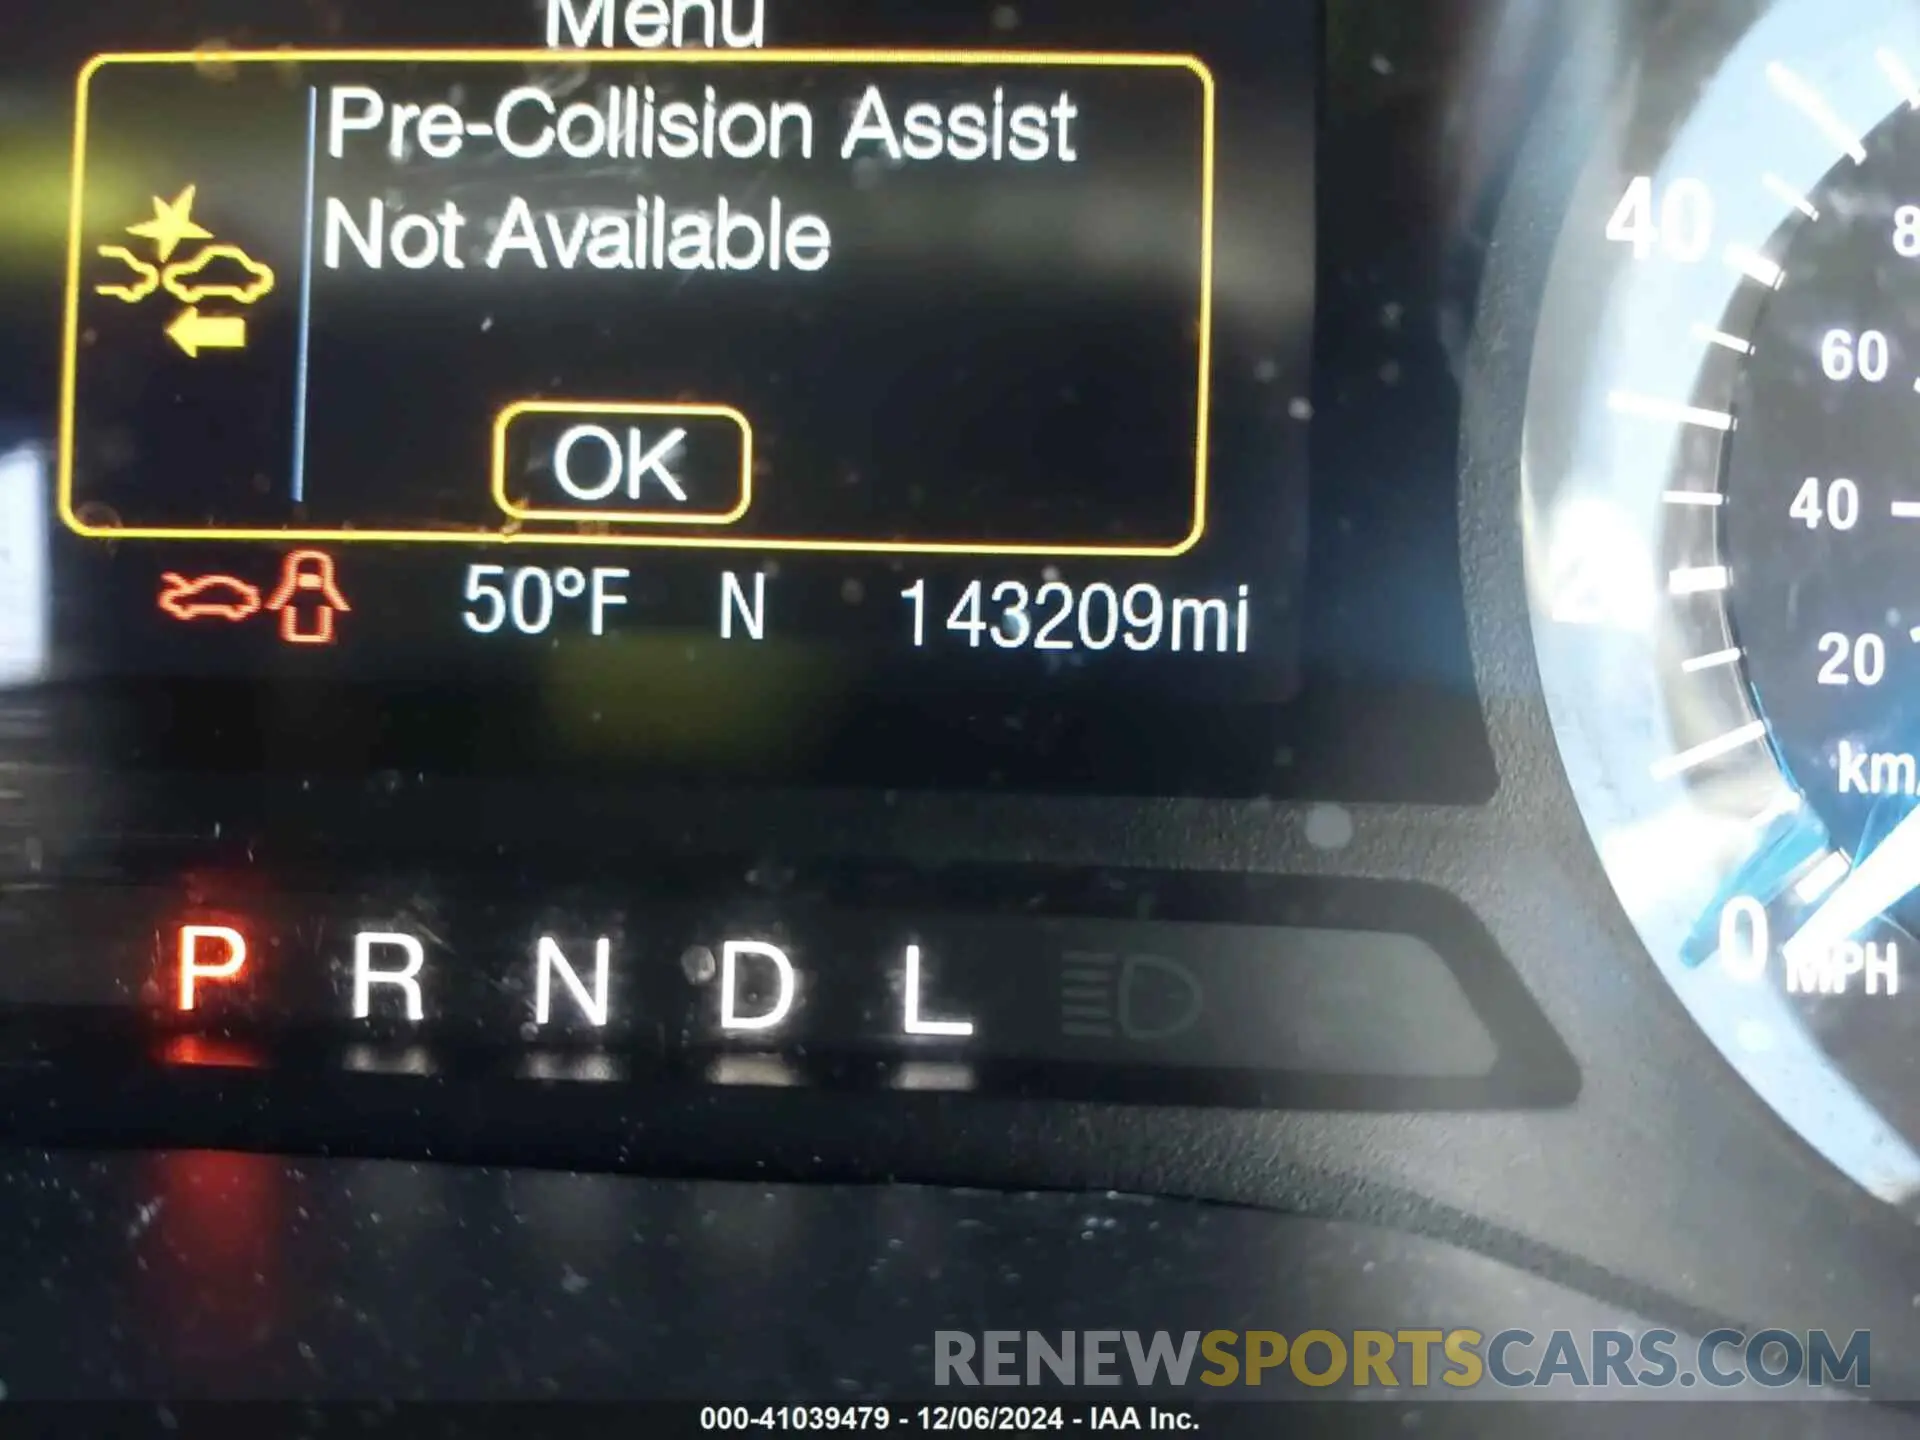 Menu
Pre-Collision Assist
Not Available
OK
50°F N 143209mi
40
60
40
20
km/
0 MPH
P R N D L
RENEWSPORTSCARS.COM
000-41039479 - 12/06/2024 - IAA Inc.